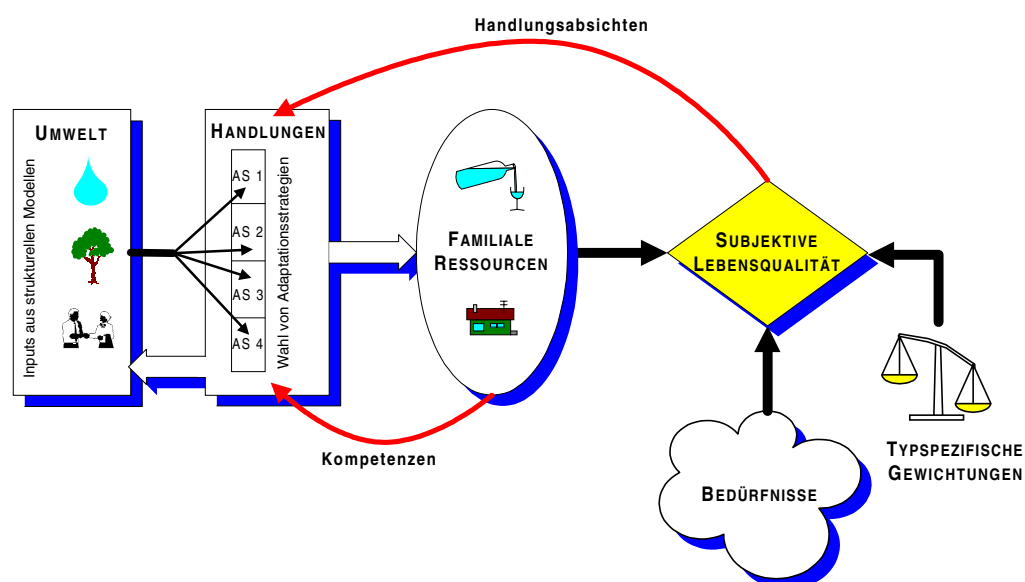 Handlungsabsichten
UMWELT
Inputs aus strukturellen Modellen
HANDLUNGEN
AS 1
AS 2
AS 3
AS 4
Wahl von Adaptationsstrategien
FAMILIALE
RESSOURCEN
SUBJEKTIVE
LEBENSQUALITÄT
Kompetenzen
BEDÜRFNISSE
TYPSPEZIFISCHE
GEWICHTUNGEN